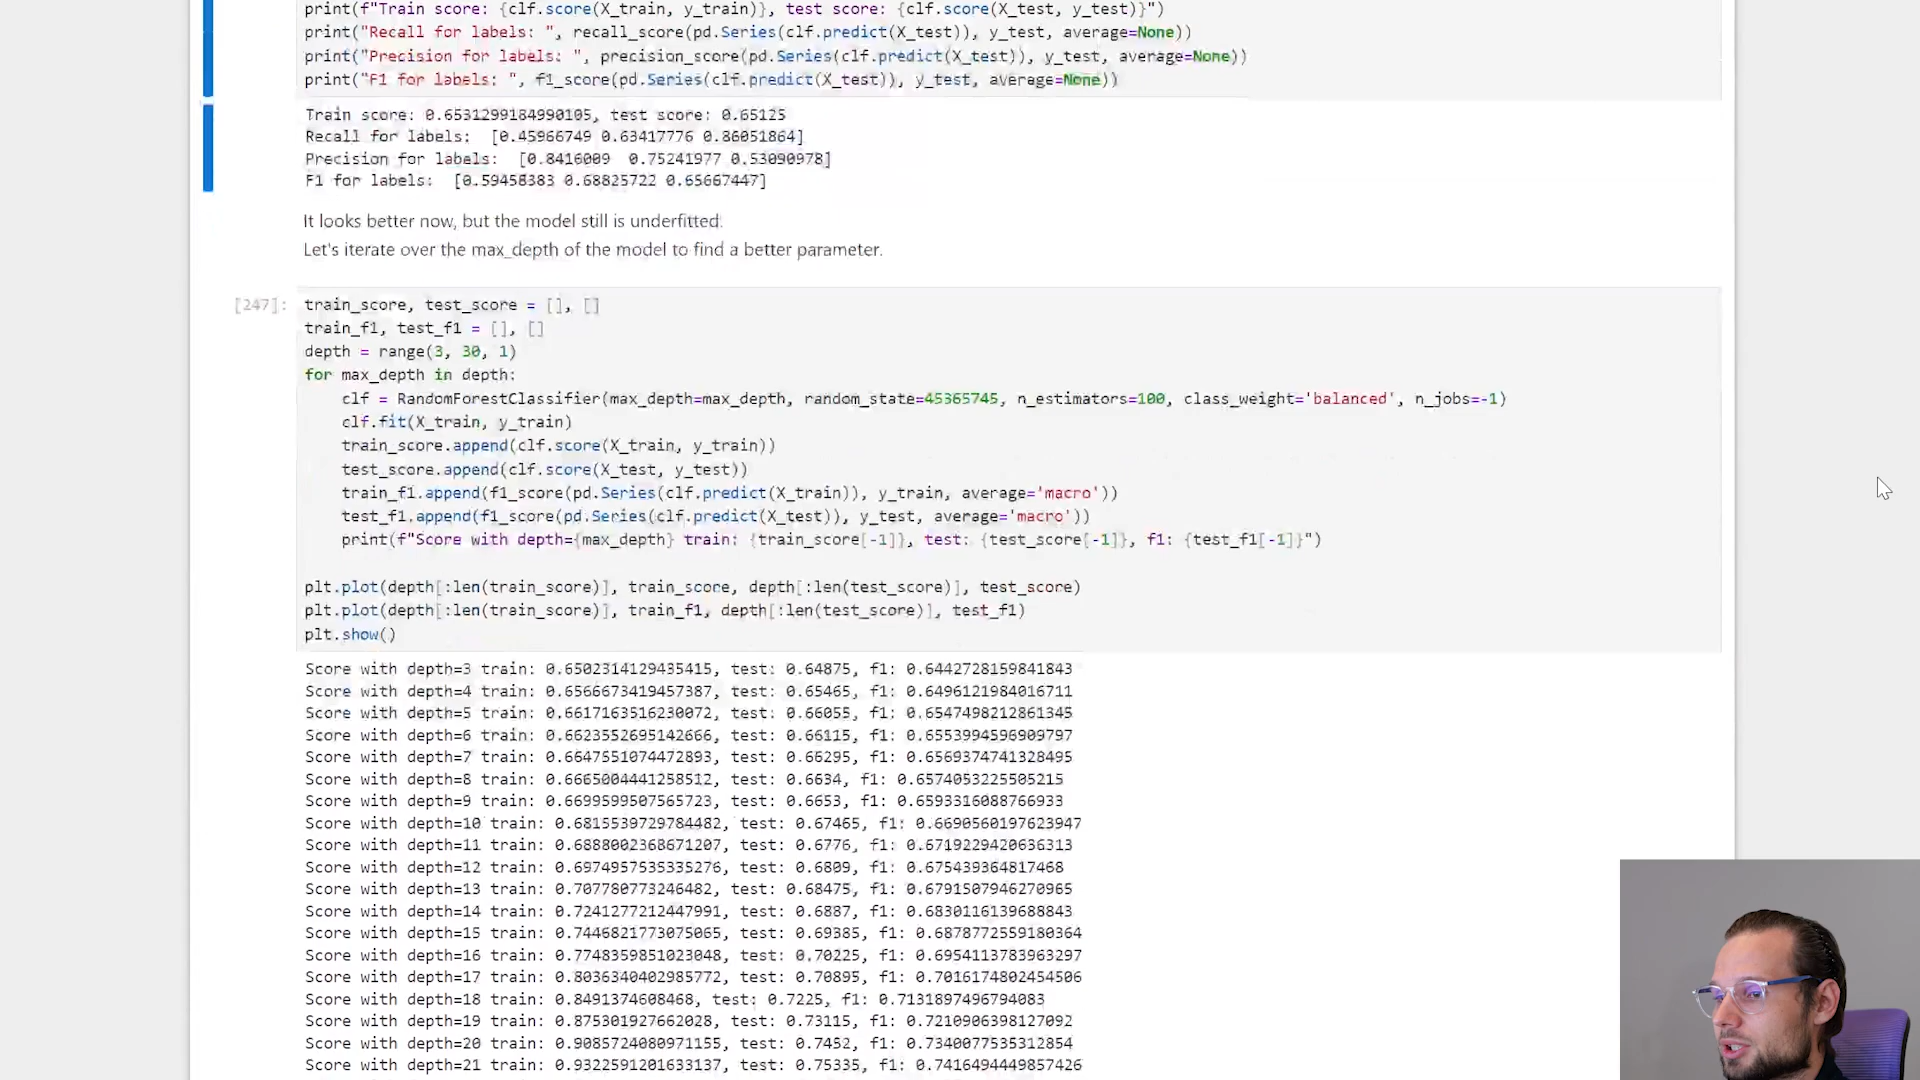 print(f"Train score: {clf.score(X_train, y_train)}, test score: {clf.score(X_test, y_test)}")
print("Recall for labels: ", recall_score(pd.Series(clf.predict(X_test)), y_test, average=None))
print("Precision for labels: ", precision_score(pd.Series(clf.predict(X_test)), y_test, average=None))
print("F1 for labels: ", f1_score(pd.Series(clf.predict(X_test)), y_test, average=None))
Train score: 0.6531299184990105, test score: 0.65125
Recall for labels:  [0.45966749 0.63417776 0.86051864]
Precision for labels:  [0.8416009  0.75241977 0.53090978]
F1 for labels:  [0.59458383 0.68825722 0.65667447]
It looks better now, but the model still is underfitted.
Let's iterate over the max_depth of the model to find a better parameter.
[247]:
train_score, test_score = [], []
train_f1, test_f1 = [], []
depth = range(3, 30, 1)
for max_depth in depth:
    clf = RandomForestClassifier(max_depth=max_depth, random_state=45365745, n_estimators=100, class_weight='balanced', n_jobs=-1)
    clf.fit(X_train, y_train)
    train_score.append(clf.score(X_train, y_train))
    test_score.append(clf.score(X_test, y_test))
    train_f1.append(f1_score(pd.Series(clf.predict(X_train)), y_train, average='macro'))
    test_f1.append(f1_score(pd.Series(clf.predict(X_test)), y_test, average='macro'))
    print(f"Score with depth={max_depth} train: {train_score[-1]}, test: {test_score[-1]}, f1: {test_f1[-1]}")
plt.plot(depth[:len(train_score)], train_score, depth[:len(test_score)], test_score)
plt.plot(depth[:len(train_score)], train_f1, depth[:len(test_score)], test_f1)
plt.show()
Score with depth=3 train: 0.6502314129435415, test: 0.64875, f1: 0.6442728159841843
Score with depth=4 train: 0.6566673419457387, test: 0.65465, f1: 0.6496121984016711
Score with depth=5 train: 0.6617163516230072, test: 0.66055, f1: 0.6547498212861345
Score with depth=6 train: 0.6623552695142666, test: 0.66115, f1: 0.6553994596909797
Score with depth=7 train: 0.6647551074472893, test: 0.66295, f1: 0.6569374741328495
Score with depth=8 train: 0.6665004441258512, test: 0.6634, f1: 0.6574053225505215
Score with depth=9 train: 0.6699599507565723, test: 0.6653, f1: 0.6593316088766933
Score with depth=10 train: 0.6815539729784482, test: 0.67465, f1: 0.6690560197623947
Score with depth=11 train: 0.6888002368671207, test: 0.6776, f1: 0.6719229420636313
Score with depth=12 train: 0.6974957535335276, test: 0.6809, f1: 0.675439364817468
Score with depth=13 train: 0.707780773246482, test: 0.68475, f1: 0.6791507946270965
Score with depth=14 train: 0.7241277212447991, test: 0.6887, f1: 0.6830116139688843
Score with depth=15 train: 0.7446821773075065, test: 0.69385, f1: 0.6878772559180364
Score with depth=16 train: 0.7748359851023048, test: 0.70225, f1: 0.6954113783963297
Score with depth=17 train: 0.8036340402985772, test: 0.70895, f1: 0.7016174802454506
Score with depth=18 train: 0.8491374608468, test: 0.7225, f1: 0.7131897496794083
Score with depth=19 train: 0.875301927662028, test: 0.73115, f1: 0.7210906398127092
Score with depth=20 train: 0.9085724080971155, test: 0.7452, f1: 0.7340077535312854
Score with depth=21 train: 0.9322591201633137, test: 0.75335, f1: 0.7416494449857426